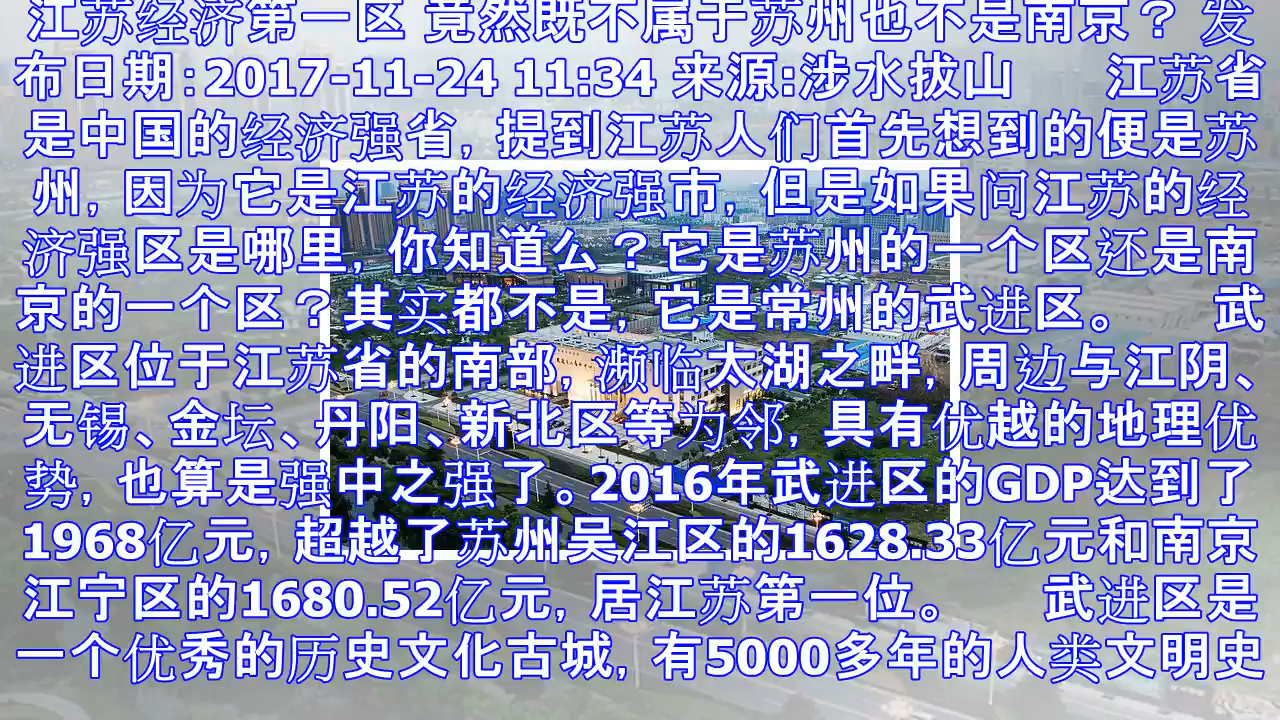 江苏经济第一区 竟然既不属于苏州也不是南京？ 发
布日期:2017-11-24 11:34 来源:涉水拔山 江苏省
是中国的经济强省, 提到江苏人们首先想到的便是苏
州, 因为它是江苏的经济强市, 但是如果问江苏的经
济强区是哪里, 你知道么？它是苏州的一个区还是南
京的一个区？其实都不是, 它是常州的武进区。 武
进区位于江苏省的南部, 濒临太湖之畔, 周边与江阴、
无锡、金坛、丹阳、新北区等为邻, 具有优越的地理优
势, 也算是强中之强了。2016年武进区的GDP达到了
1968亿元, 超越了苏州吴江区的1628.33亿元和南京
江宁区的1680.52亿元, 居江苏第一位。 武进区是
一个优秀的历史文化古城, 有5000多年的人类文明史